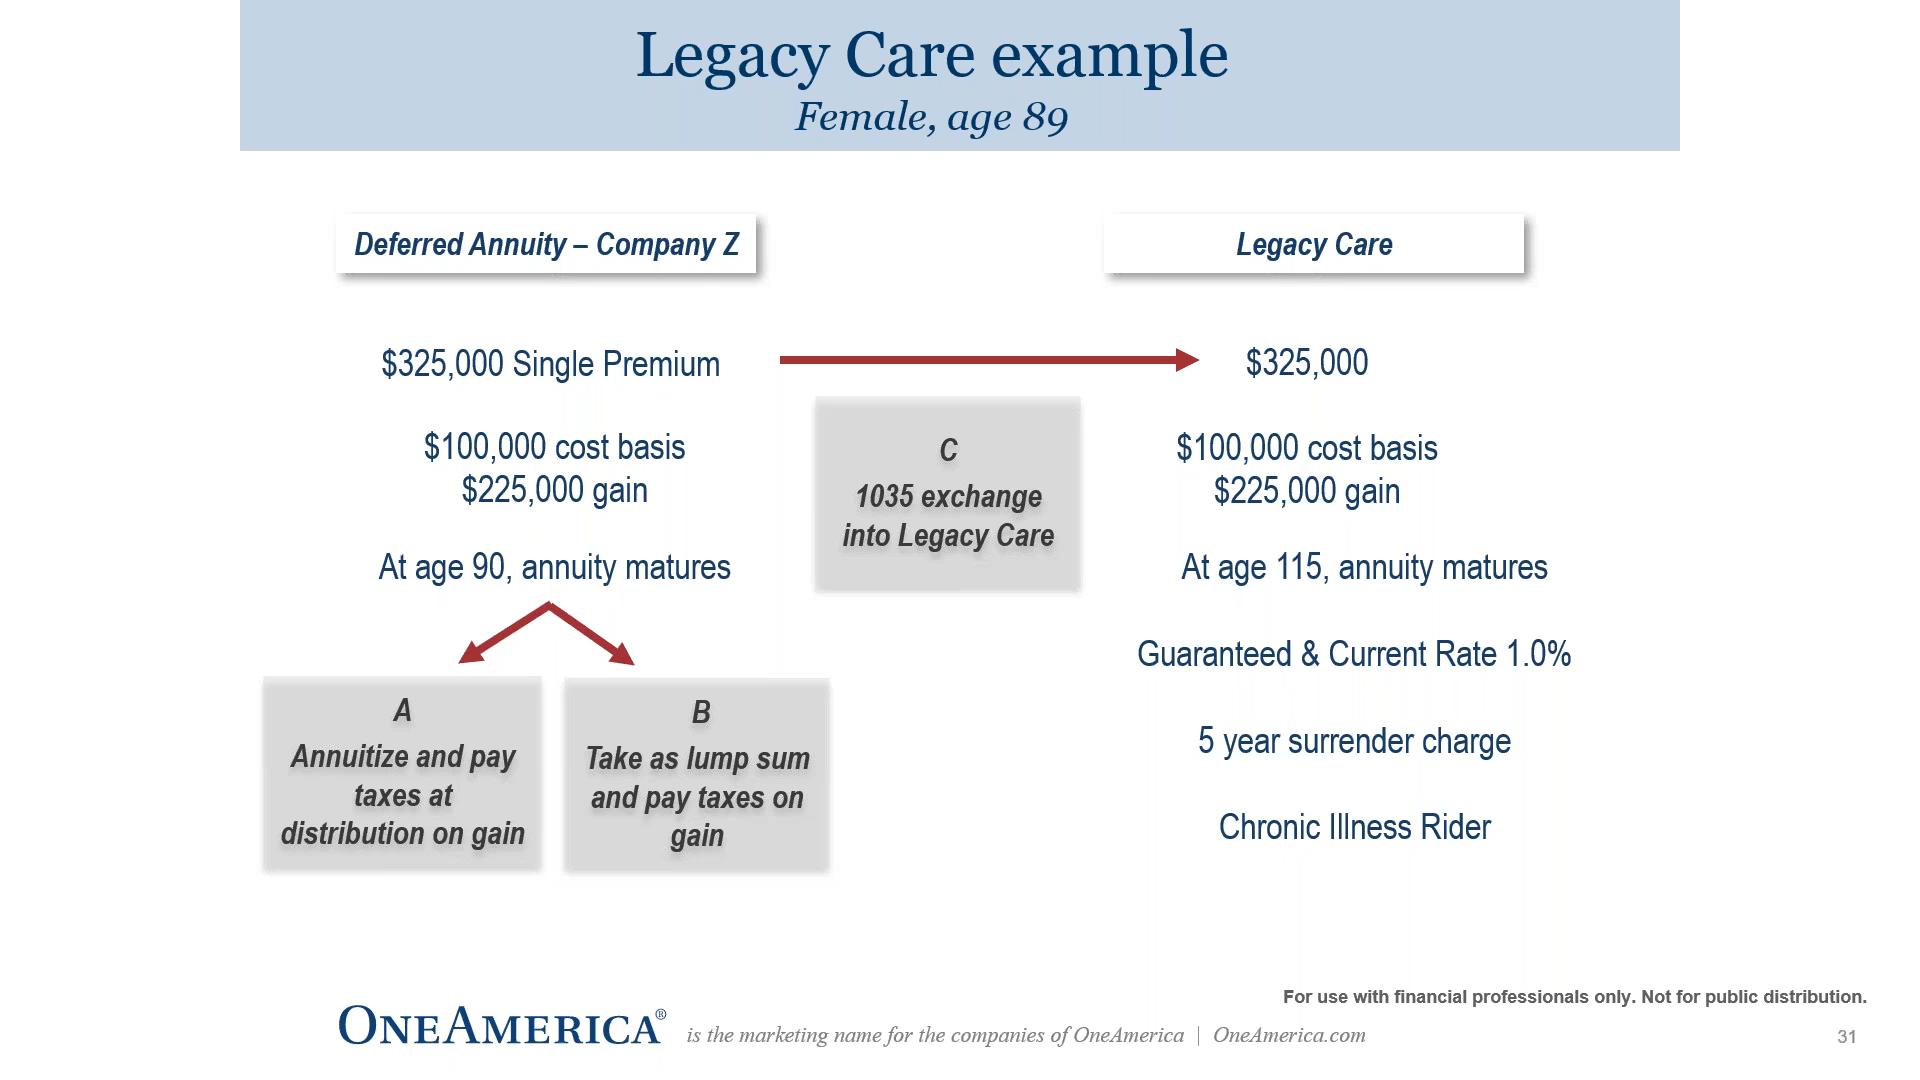 Legacy Care example
Female, age 89
Deferred Annuity – Company Z
$325,000 Single Premium
$100,000 cost basis
$225,000 gain
At age 90, annuity matures
A
Annuitize and pay
taxes at
distribution on gain
B
Take as lump sum
and pay taxes on
gain
C
1035 exchange
into Legacy Care
Legacy Care
$325,000
$100,000 cost basis
$225,000 gain
At age 115, annuity matures
Guaranteed & Current Rate 1.0%
5 year surrender charge
Chronic Illness Rider
For use with financial professionals only. Not for public distribution.
ONEAMERICA® is the marketing name for the companies of OneAmerica | OneAmerica.com
31